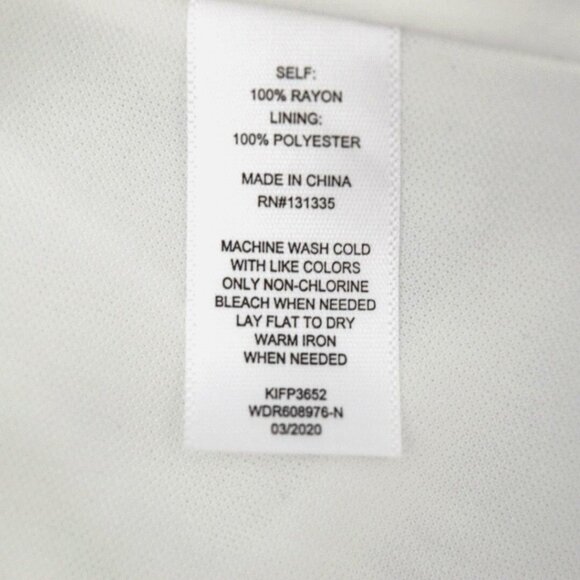 SELF:
100% RAYON
LINING:
100% POLYESTER
MADE IN CHINA
RN#131335
MACHINE WASH COLD
WITH LIKE COLORS
ONLY NON-CHLORINE
BLEACH WHEN NEEDED
LAY FLAT TO DRY
WARM IRON
WHEN NEEDED
KIFP3652
WDR608976-N
03/2020